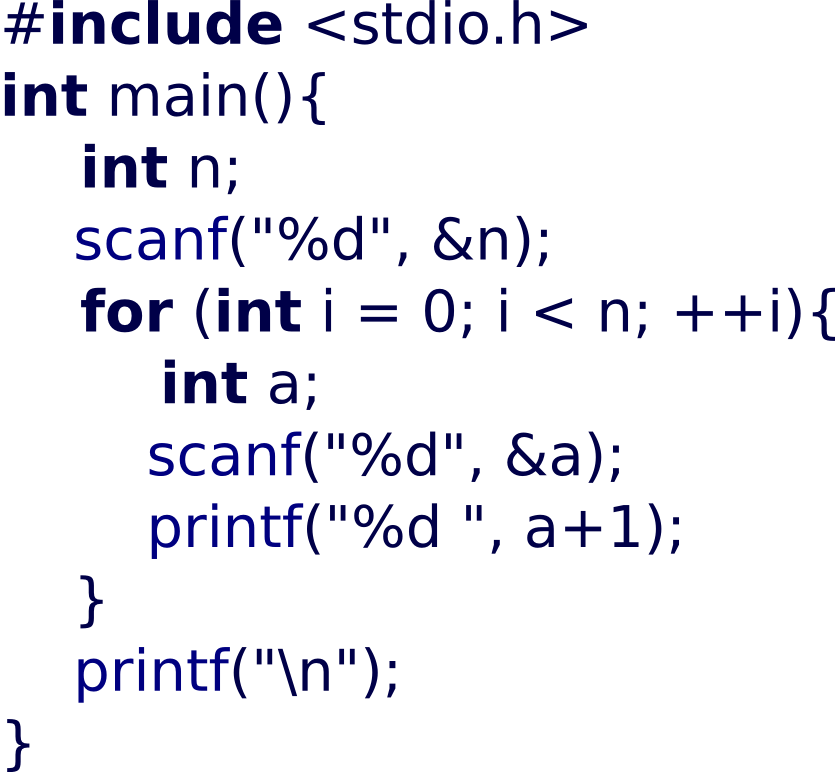 #include <stdio.h>
int main(){
int n;
scanf("%d", &n);
for (int i = 0; i < n; ++i){
int a;
scanf("%d", &a);
printf("%d ", a+1);
}
printf("\n");
}